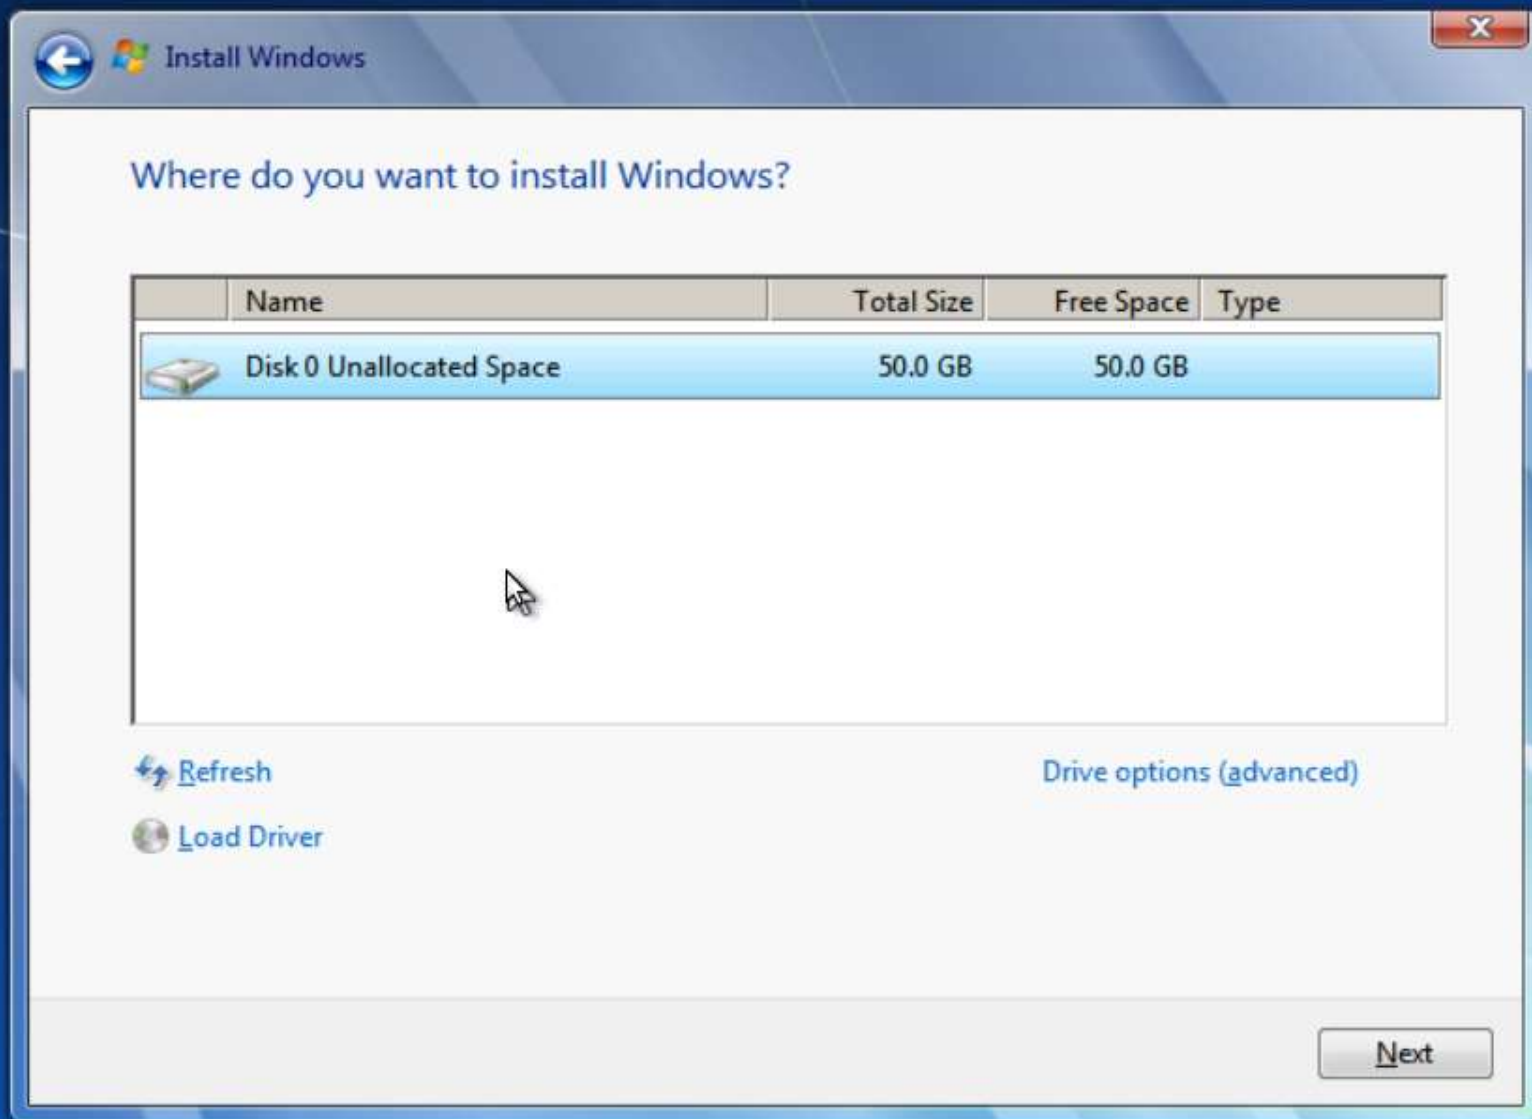 Install Windows
Where do you want to install Windows?
Name Total Size Free Space Type
Disk 0 Unallocated Space 50.0 GB 50.0 GB
Refresh Drive options (advanced)
Load Driver
Next